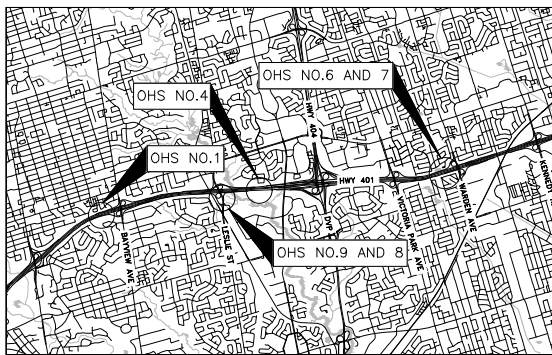 OHS NO.6 AND 7
OHS NO.4
HWY 404
OHS NO.1
HWY 401
KENNE
WARDEN AVE
VICTORIA PARK AVE
DVP
LESLIE ST
BAYVIEW AVE
OHS NO.9 AND 8